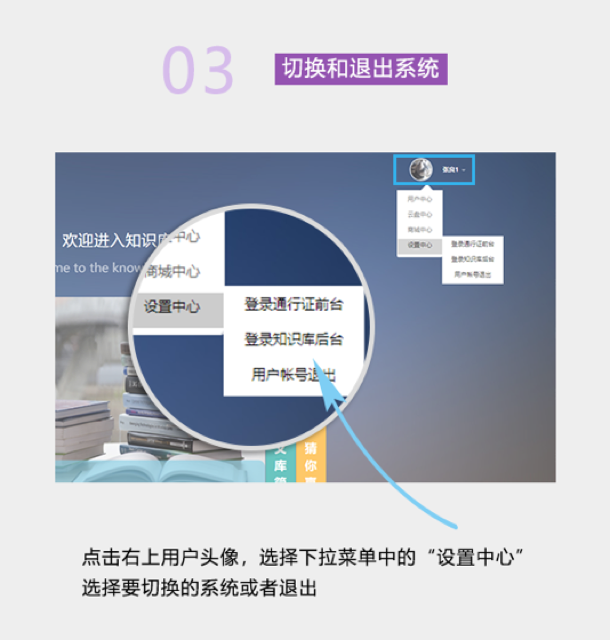 03
切换和退出系统
张良1
用户中心
云盘中心
商城中心
设置中心
登录通行证前台
登录知识库后台
用户帐号退出
欢迎进入知识库
中心
me to the know
商城中心
设置中心
登录通行证前台
登录知识库后台
用户帐号退出
文库
猜你喜
点击右上用户头像，选择下拉菜单中的“设置中心”
选择要切换的系统或者退出